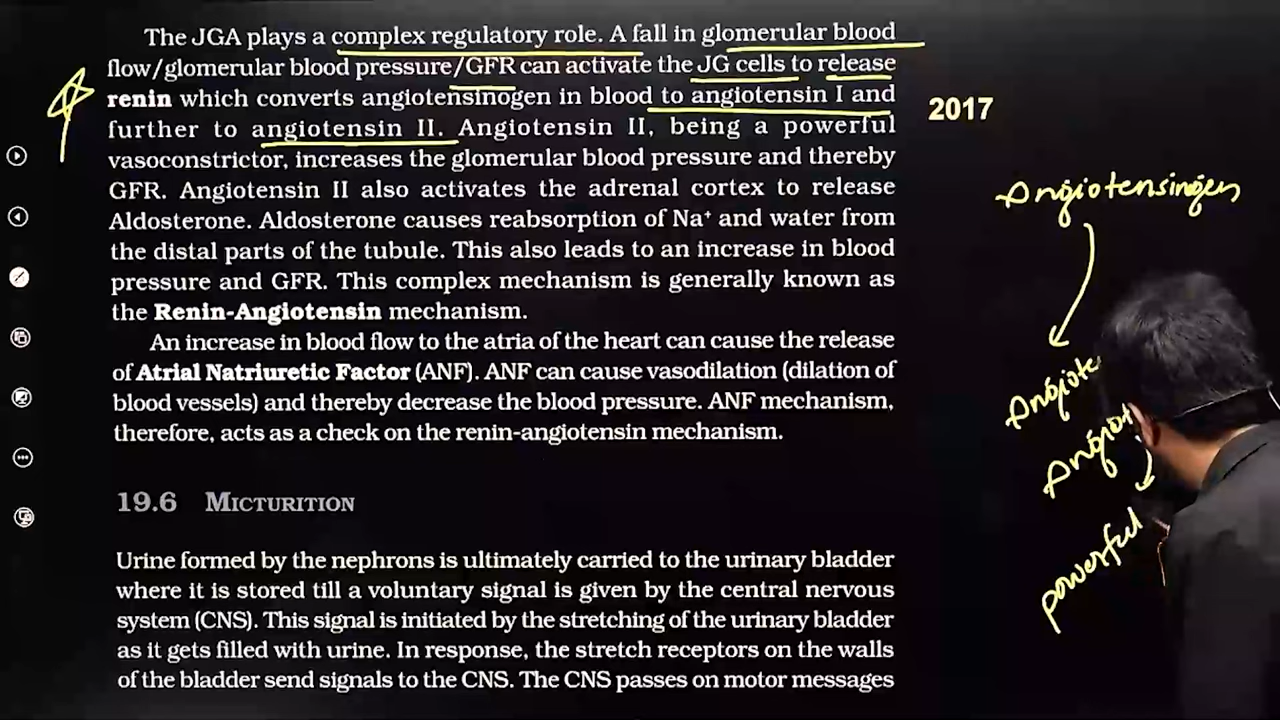 The JGA plays a complex regulatory role. A fall in glomerular blood
flow/glomerular blood pressure/GFR can activate the JG cells to release
renin which converts angiotensinogen in blood to angiotensin I and
further to angiotensin II. Angiotensin II, being a powerful
vasoconstrictor, increases the glomerular blood pressure and thereby
GFR. Angiotensin II also activates the adrenal cortex to release
Aldosterone. Aldosterone causes reabsorption of Na⁺ and water from
the distal parts of the tubule. This also leads to an increase in blood
pressure and GFR. This complex mechanism is generally known as
the Renin-Angiotensin mechanism.
An increase in blood flow to the atria of the heart can cause the release
of Atrial Natriuretic Factor (ANF). ANF can cause vasodilation (dilation of
blood vessels) and thereby decrease the blood pressure. ANF mechanism,
therefore, acts as a check on the renin-angiotensin mechanism.
19.6 MICTURITION
Urine formed by the nephrons is ultimately carried to the urinary bladder
where it is stored till a voluntary signal is given by the central nervous
system (CNS). This signal is initiated by the stretching of the urinary bladder
as it gets filled with urine. In response, the stretch receptors on the walls
of the bladder send signals to the CNS. The CNS passes on motor messages
2017
Angiotensinogen
Angiote
Angiot
powerful